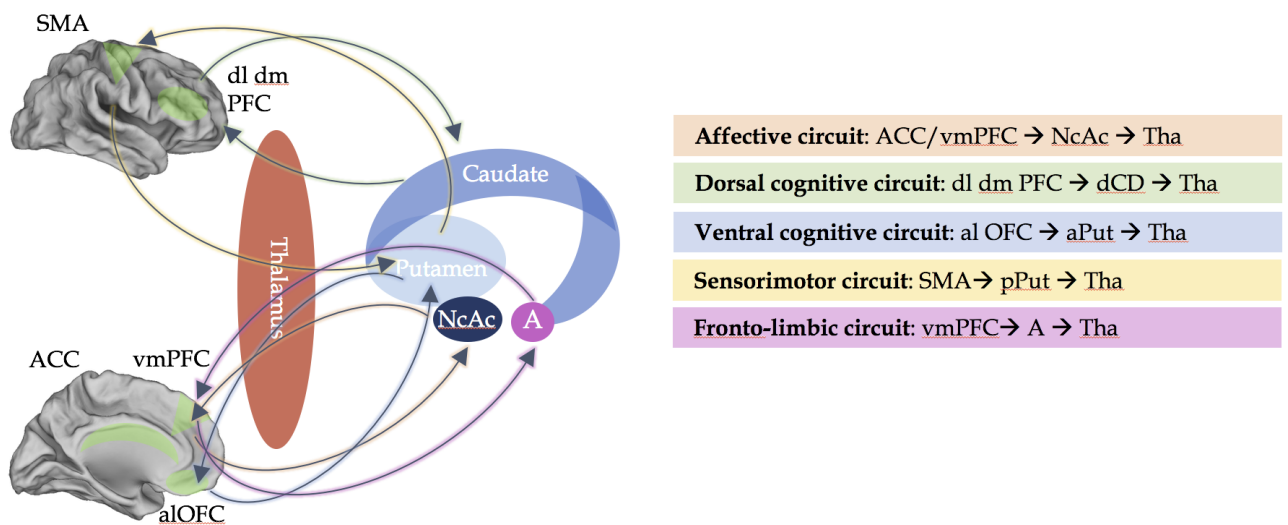 SMA
dl dm
PFC
Caudate
Thalamus
Putamen
NcAc
A
ACC
vmPFC
alOFC
Affective circuit: ACC/vmPFC → NcAc → Tha
Dorsal cognitive circuit: dl dm PFC → dCD → Tha
Ventral cognitive circuit: al OFC → aPut → Tha
Sensorimotor circuit: SMA→ pPut → Tha
Fronto-limbic circuit: vmPFC→ A → Tha